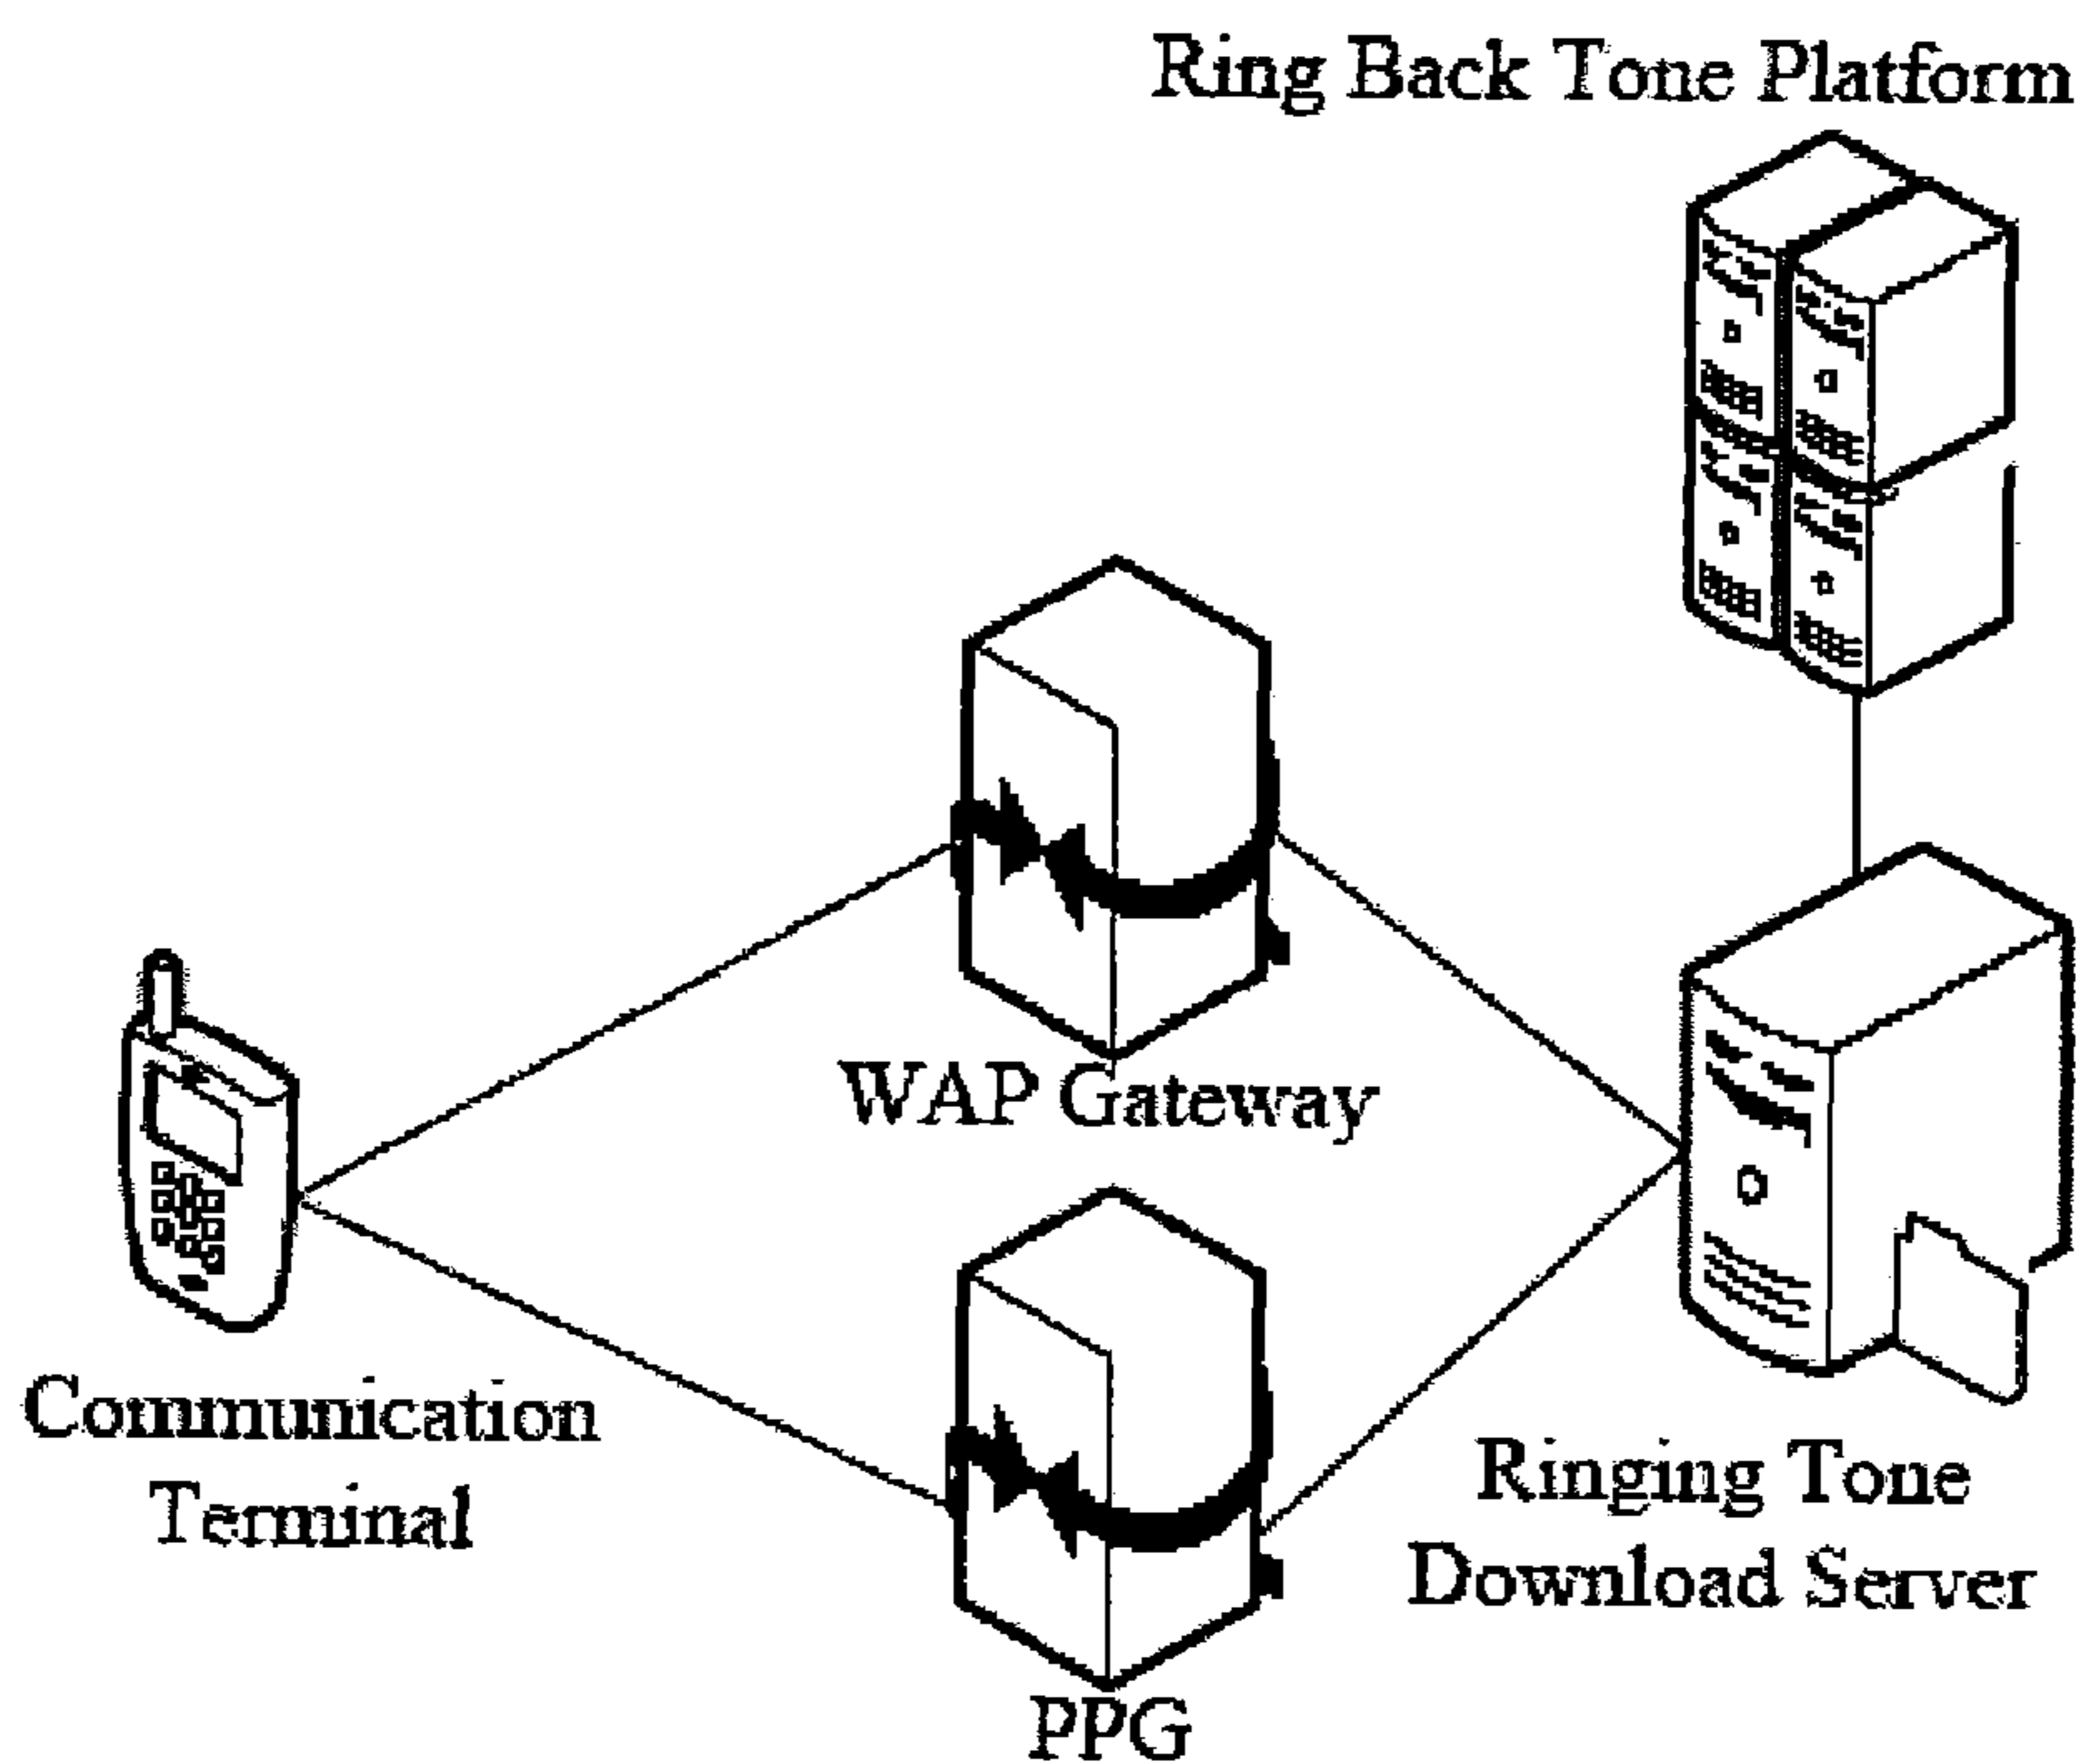 Ring Back Tone Platform
WAP Gateway
Communication
Terminal
Ringing Tone
Download Server
PPG